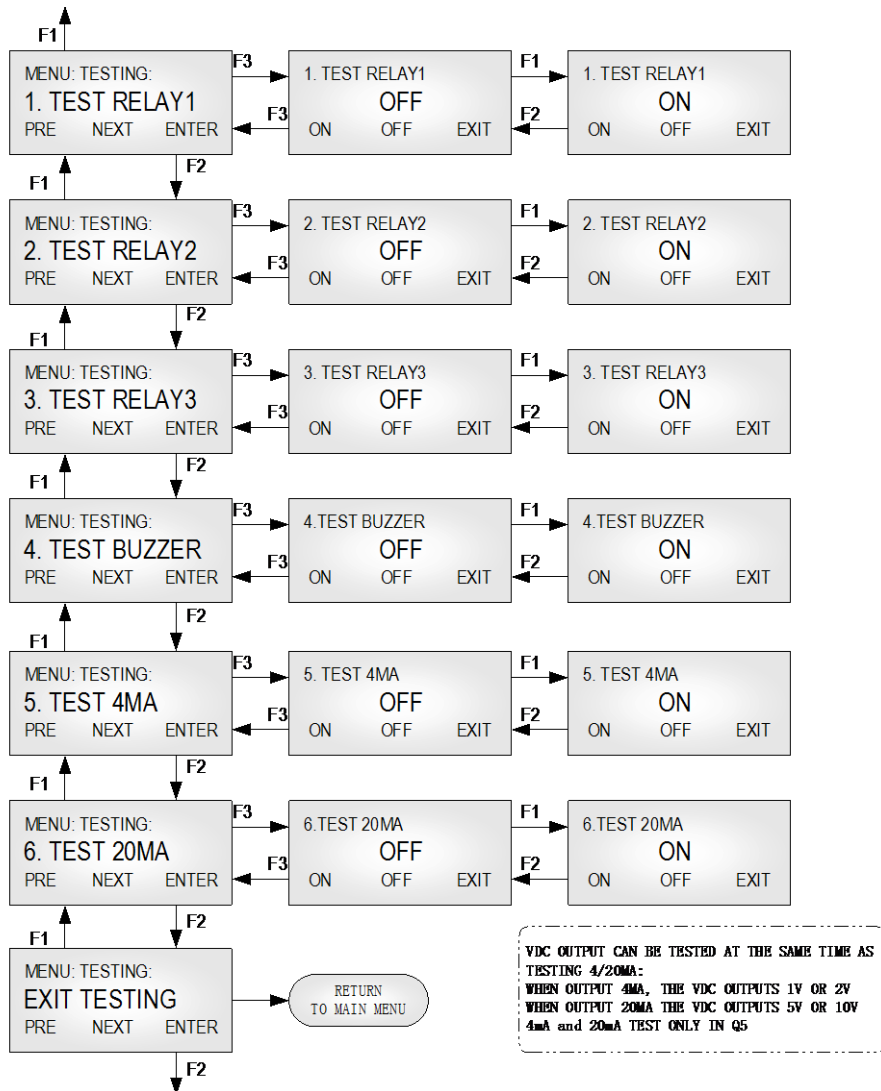 F1
MENU: TESTING:
1. TEST RELAY1
PRE NEXT ENTER
F3
F3
1. TEST RELAY1
OFF
ON OFF EXIT
F1
F2
1. TEST RELAY1
ON
ON OFF EXIT
F1
F2
MENU: TESTING:
2. TEST RELAY2
PRE NEXT ENTER
F3
F3
2. TEST RELAY2
OFF
ON OFF EXIT
F1
F2
2. TEST RELAY2
ON
ON OFF EXIT
F1
F2
MENU: TESTING:
3. TEST RELAY3
PRE NEXT ENTER
F3
F3
3. TEST RELAY3
OFF
ON OFF EXIT
F1
F2
3. TEST RELAY3
ON
ON OFF EXIT
F1
F2
MENU: TESTING:
4. TEST BUZZER
PRE NEXT ENTER
F3
F3
4.TEST BUZZER
OFF
ON OFF EXIT
F1
F2
4.TEST BUZZER
ON
ON OFF EXIT
F1
F2
MENU: TESTING:
5. TEST 4MA
PRE NEXT ENTER
F3
F3
5. TEST 4MA
OFF
ON OFF EXIT
F1
F2
5. TEST 4MA
ON
ON OFF EXIT
F1
F2
MENU: TESTING:
6. TEST 20MA
PRE NEXT ENTER
F3
F3
6.TEST 20MA
OFF
ON OFF EXIT
F1
F2
6.TEST 20MA
ON
ON OFF EXIT
F1
F2
MENU: TESTING:
EXIT TESTING
PRE NEXT ENTER
F2
RETURN
TO MAIN MENU
VDC OUTPUT CAN BE TESTED AT THE SAME TIME AS
TESTING 4/20MA:
WHEN OUTPUT 4MA, THE VDC OUTPUTS 1V OR 2V
WHEN OUTPUT 20MA THE VDC OUTPUTS 5V OR 10V
4mA and 20mA TEST ONLY IN Q5